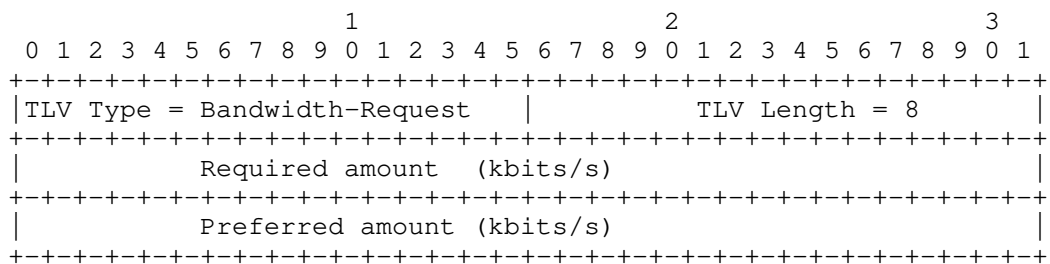 1                   2                   3
 0 1 2 3 4 5 6 7 8 9 0 1 2 3 4 5 6 7 8 9 0 1 2 3 4 5 6 7 8 9 0 1
+-+-+-+-+-+-+-+-+-+-+-+-+-+-+-+-+-+-+-+-+-+-+-+-+-+-+-+-+-+-+-+-+
|TLV Type = Bandwidth-Request   |          TLV Length = 8       |
+-+-+-+-+-+-+-+-+-+-+-+-+-+-+-+-+-+-+-+-+-+-+-+-+-+-+-+-+-+-+-+-+
|           Required amount  (kbits/s)                          |
+-+-+-+-+-+-+-+-+-+-+-+-+-+-+-+-+-+-+-+-+-+-+-+-+-+-+-+-+-+-+-+-+
|           Preferred amount (kbits/s)                          |
+-+-+-+-+-+-+-+-+-+-+-+-+-+-+-+-+-+-+-+-+-+-+-+-+-+-+-+-+-+-+-+-+